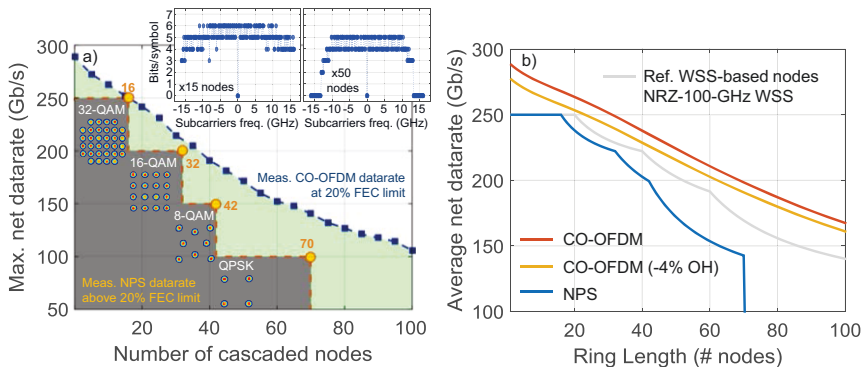 a)
Max. net datarate (Gb/s)
300
250
200
150
100
50
20
40
60
80
100
Number of cascaded nodes
32-QAM
16-QAM
8-QAM
QPSK
16
32
42
70
Meas. CO-OFDM datarate
at 20% FEC limit
Meas. NPS datarate
above 20% FEC limit
Bits/symbol
7
6
5
4
3
2
1
0
x15 nodes
-15
-10
-5
0
5
10
15
Subcarriers freq. (GHz)
x50
nodes
-15
-10
-5
0
5
10
15
Subcarriers freq. (GHz)
b)
Average net datarate (Gb/s)
300
250
200
150
100
20
40
60
80
100
Ring Length (# nodes)
Ref. WSS-based nodes
NRZ-100-GHz WSS
CO-OFDM
CO-OFDM (-4% OH)
NPS